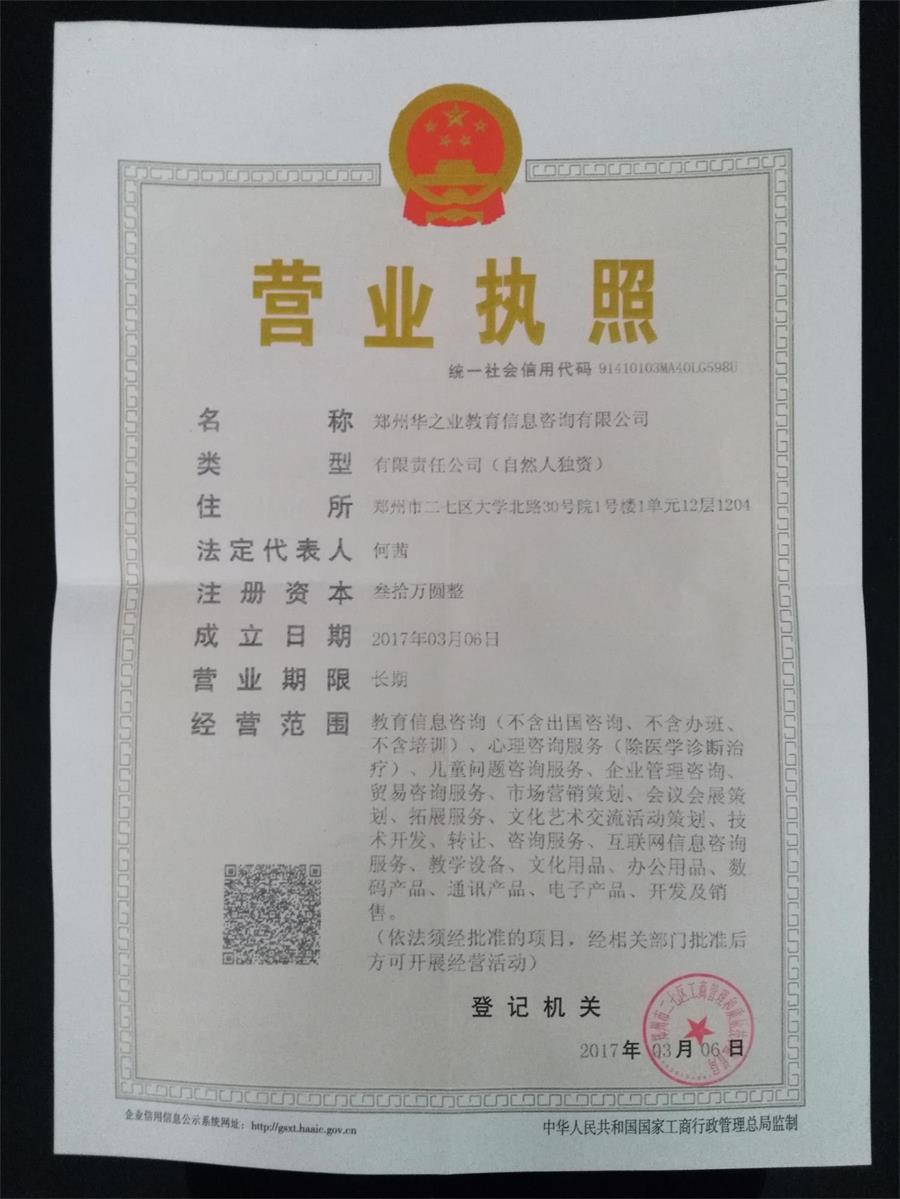 营业执照
统一社会信用代码 91410103MA40LG598U
名称 郑州华之业教育信息咨询有限公司
类型 有限责任公司（自然人独资）
住所 郑州市二七区大学北路30号院1号楼1单元12层1204
法定代表人 何茜
注册资本 叁拾万圆整
成立日期 2017年03月06日
营业期限 长期
经营范围 教育信息咨询（不含出国咨询、不含办班、
不含培训）、心理咨询服务（除医学诊断治
疗）、儿童问题咨询服务、企业管理咨询、
贸易咨询服务、市场营销策划、会议会展策
划、拓展服务、文化艺术交流活动策划、技
术开发、转让、咨询服务、互联网信息咨询
服务、教学设备、文化用品、办公用品、数
码产品、通讯产品、电子产品、开发及销
售。
（依法须经批准的项目，经相关部门批准后
方可开展经营活动）
登记机关
2017年03月06日
企业信用信息公示系统网址：http://gsxt.haaic.gov.cn
中华人民共和国国家工商行政管理总局监制